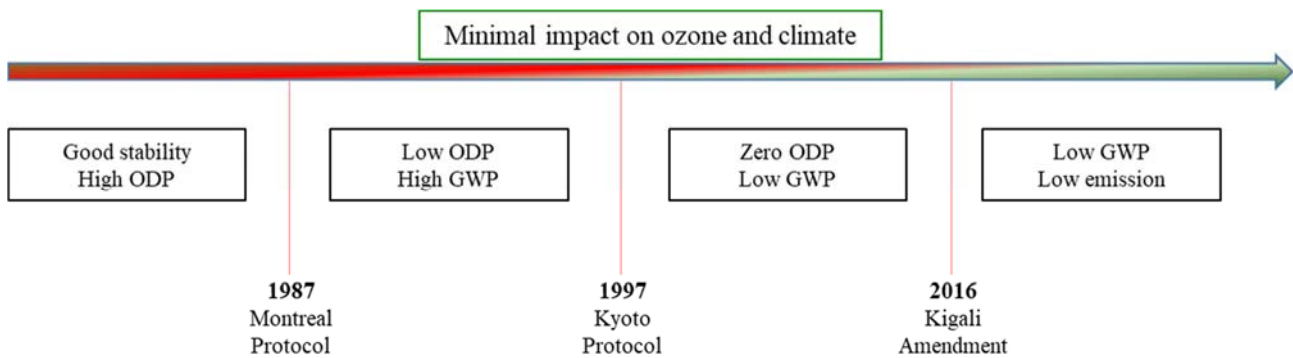 Minimal impact on ozone and climate
Good stability
High ODP
Low ODP
High GWP
Zero ODP
Low GWP
Low GWP
Low emission
1987
Montreal
Protocol
1997
Kyoto
Protocol
2016
Kigali
Amendment